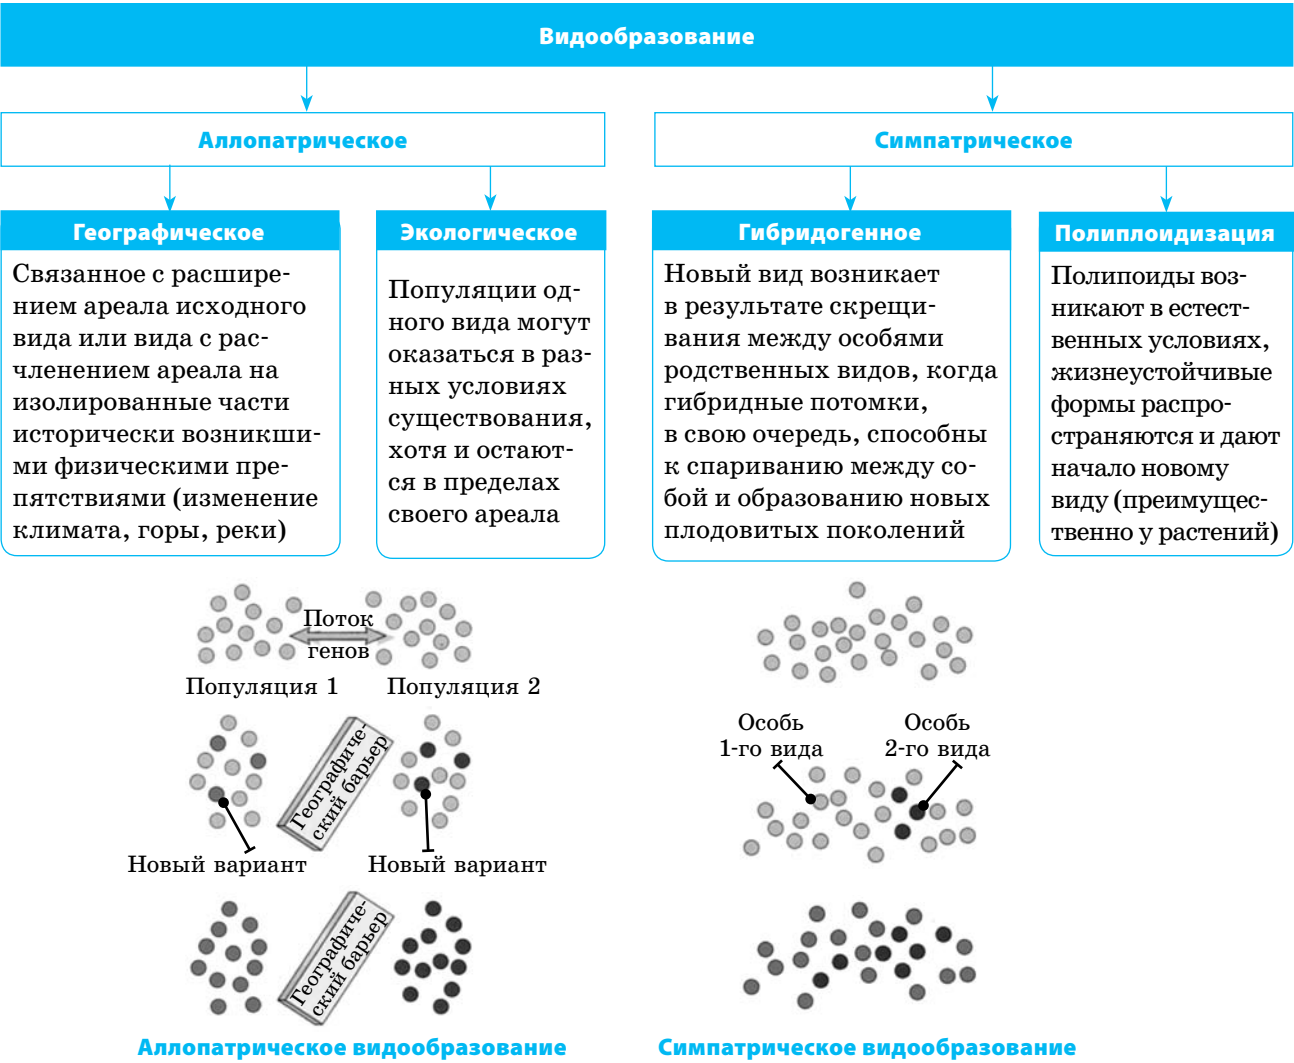 Видообразование
Аллопатрическое
Симпатрическое
Географическое
Связанное с расшире-
нием ареала исходного
вида или вида с рас-
членением ареала на
изолированные части
исторически возникши-
ми физическими пре-
пятствиями (изменение
климата, горы, реки)
Экологическое
Популяции од-
ного вида могут
оказаться в раз-
ных условиях
существования,
хотя и остают-
ся в пределах
своего ареала
Гибридогенное
Новый вид возникает
в результате скрещи-
вания между особями
родственных видов, когда
гибридные потомки,
в свою очередь, способны
к спариванию между со-
бой и образованию новых
плодовитых поколений
Полиплоидизация
Полипоиды воз-
никают в естест-
венных условиях,
жизнеустойчивые
формы распро-
страняются и дают
начало новому
виду (преимущес-
твенно у растений)
Поток
генов
Популяция 1
Популяция 2
Географиче-
ский барьер
Новый вариант
Новый вариант
Географиче-
ский барьер
Аллопатрическое видообразование
Особь
1-го вида
Особь
2-го вида
Симпатрическое видообразование